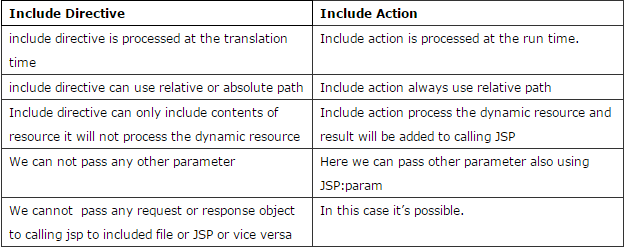 Include Directive
Include Action
include directive is processed at the translation
time
Include action is processed at the run time.
include directive can use relative or absolute path
Include action always use relative path
Include directive can only include contents of
resource it will not process the dynamic resource
Include action process the dynamic resource and
result will be added to calling JSP
We can not pass any other parameter
Here we can pass other parameter also using
JSP:param
We cannot  pass any request or response object
to calling jsp to included file or JSP or vice versa
In this case it’s possible.